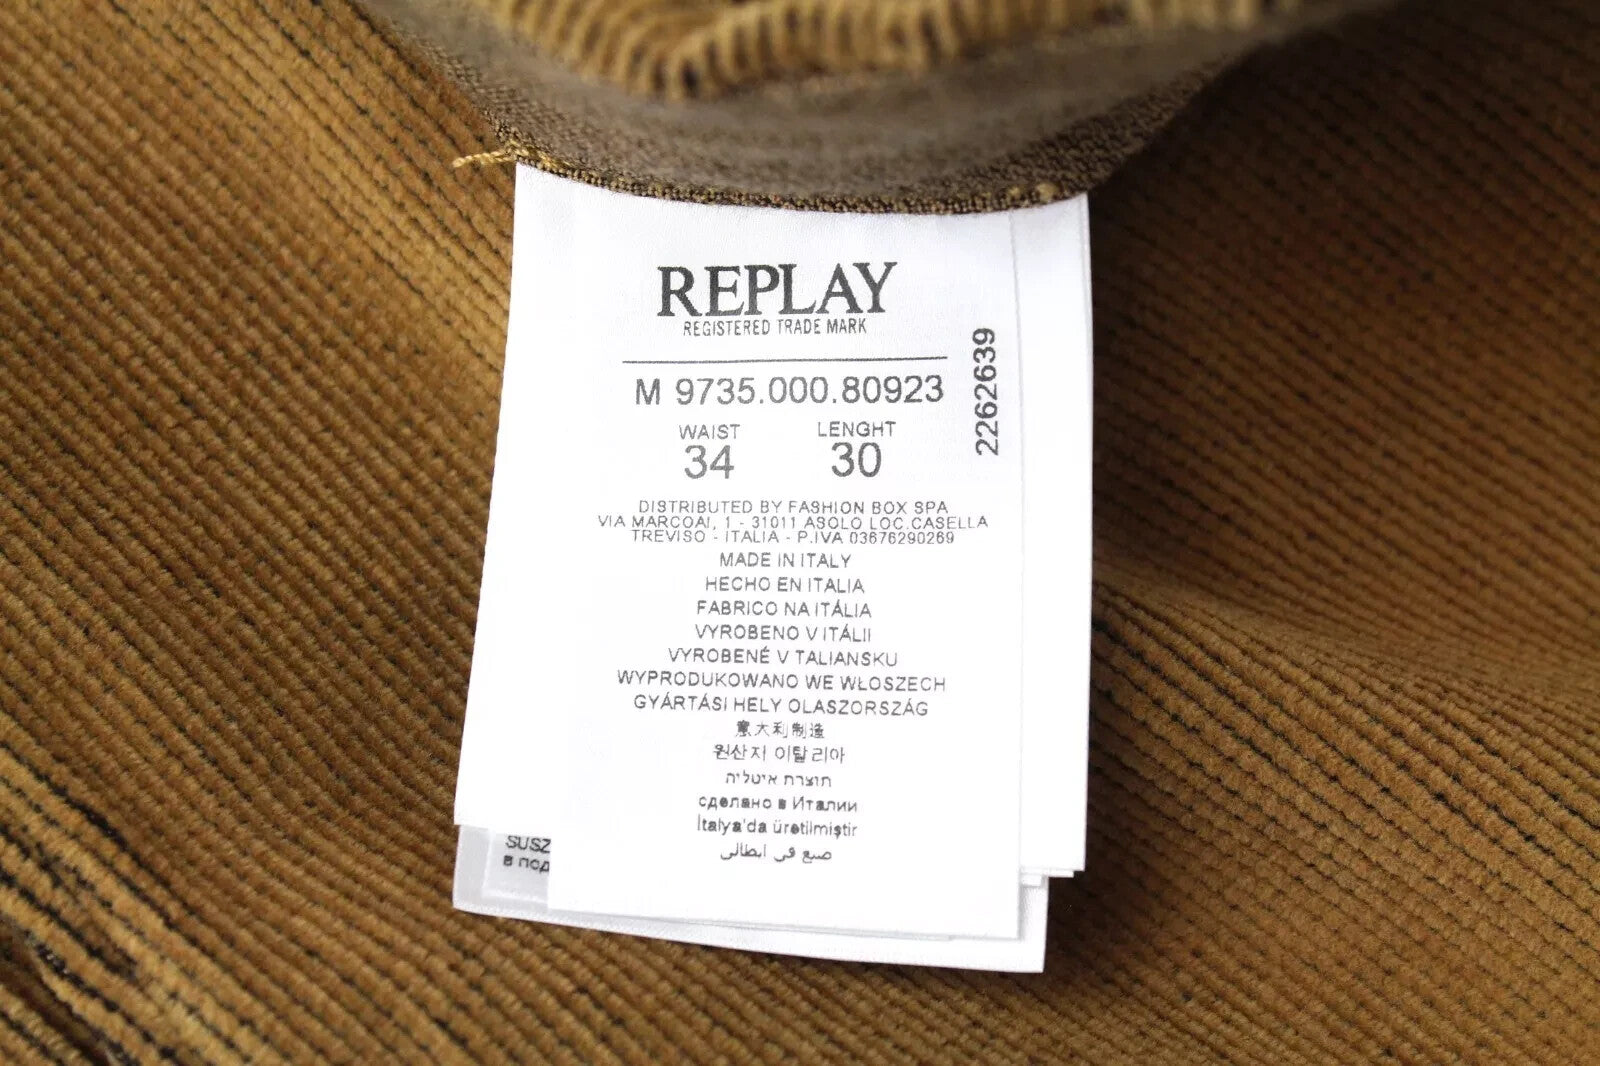 REPLAY
REGISTERED TRADE MARK
M 9735.000.80923
WAIST LENGHT
34 30
2262639
DISTRIBUTED BY FASHION BOX SPA
VIA MARCOAI, 1 - 31011 ASOLO LOC.CASELLA
TREVISO - ITALIA - P.IVA 03676290269
MADE IN ITALY
HECHO EN ITALIA
FABRICO NA ITÁLIA
VYROBENO V ITÁLII
VYROBENÉ V TALIANSKU
WYPRODUKOWANO WE WŁOSZECH
GYÁRTÁSI HELY OLASZORSZÁG
意大利制造
원산지 이탈리아
תוצרת איטליה
сделано в Италии
İtalya'da üretilmiştir
صنع في ايطالى
SUSZ
в под